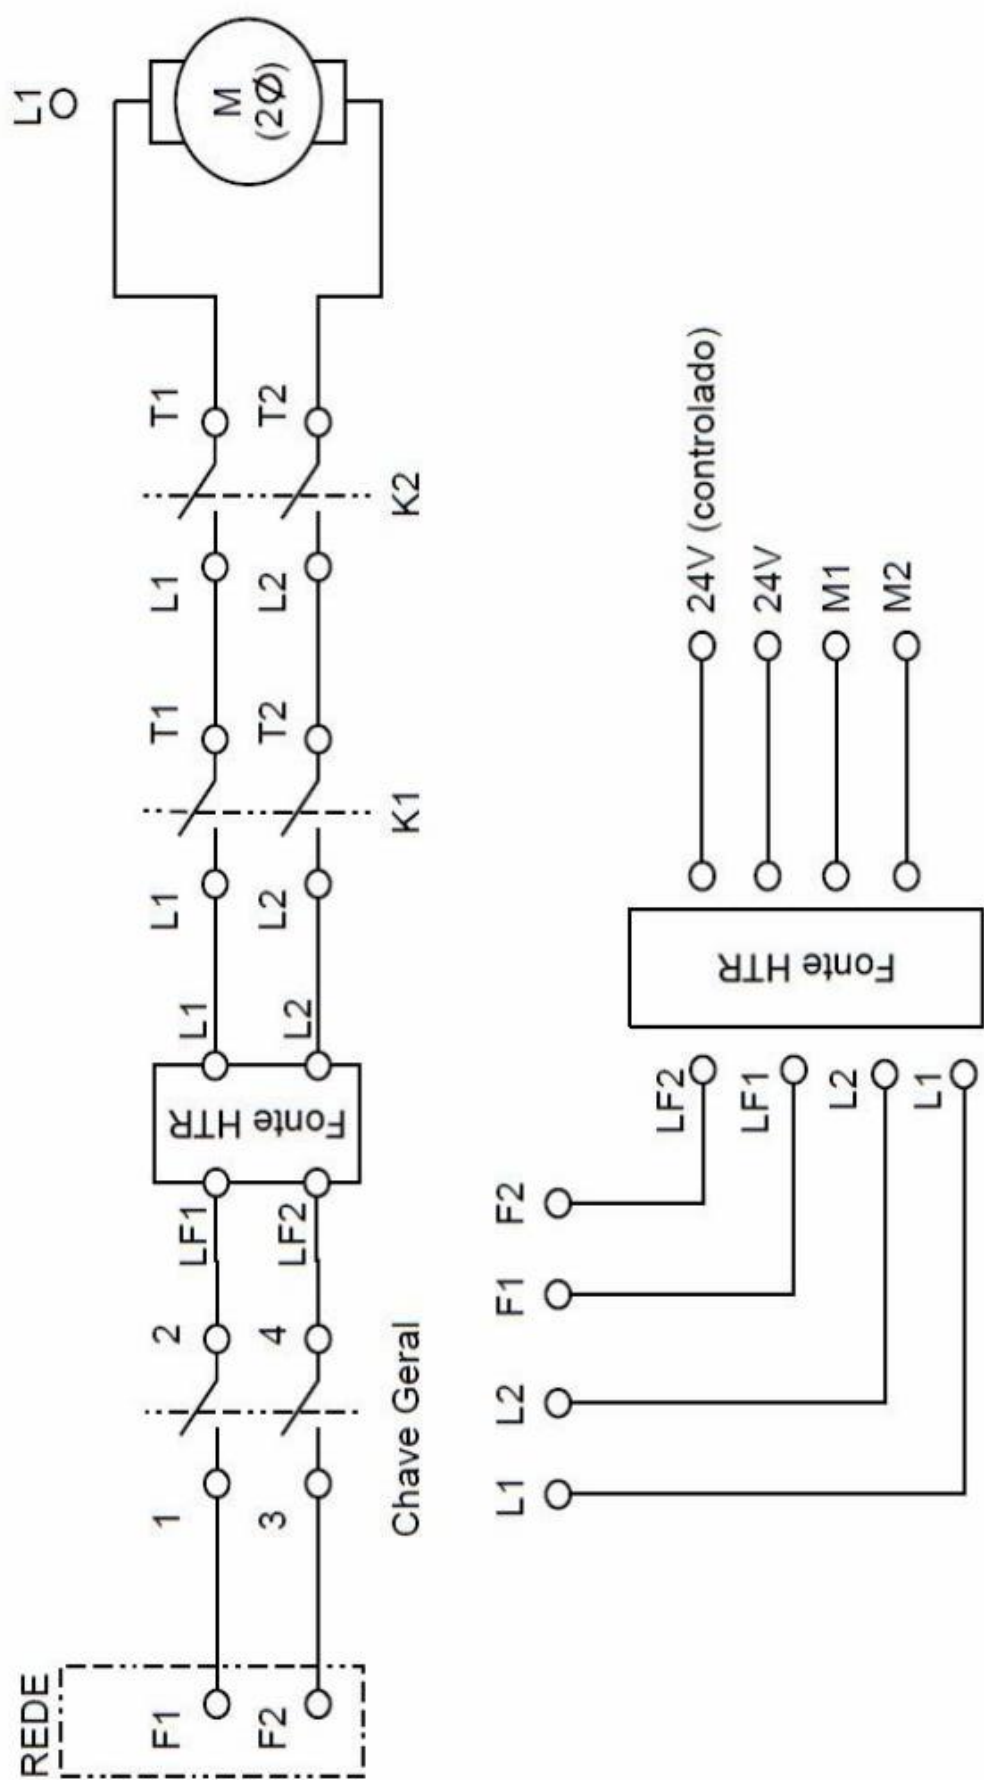 REDE
F1
F2
1
3
2
4
Chave Geral
LF1
LF2
Fonte HTR
L1
L2
L1
L2
T1
T2
K1
L1
L2
T1
T2
K2
L1
M
(2Ø)
L1
L2
F1
F2
LF2
LF1
L2
L1
Fonte HTR
24V (controlado)
24V
M1
M2